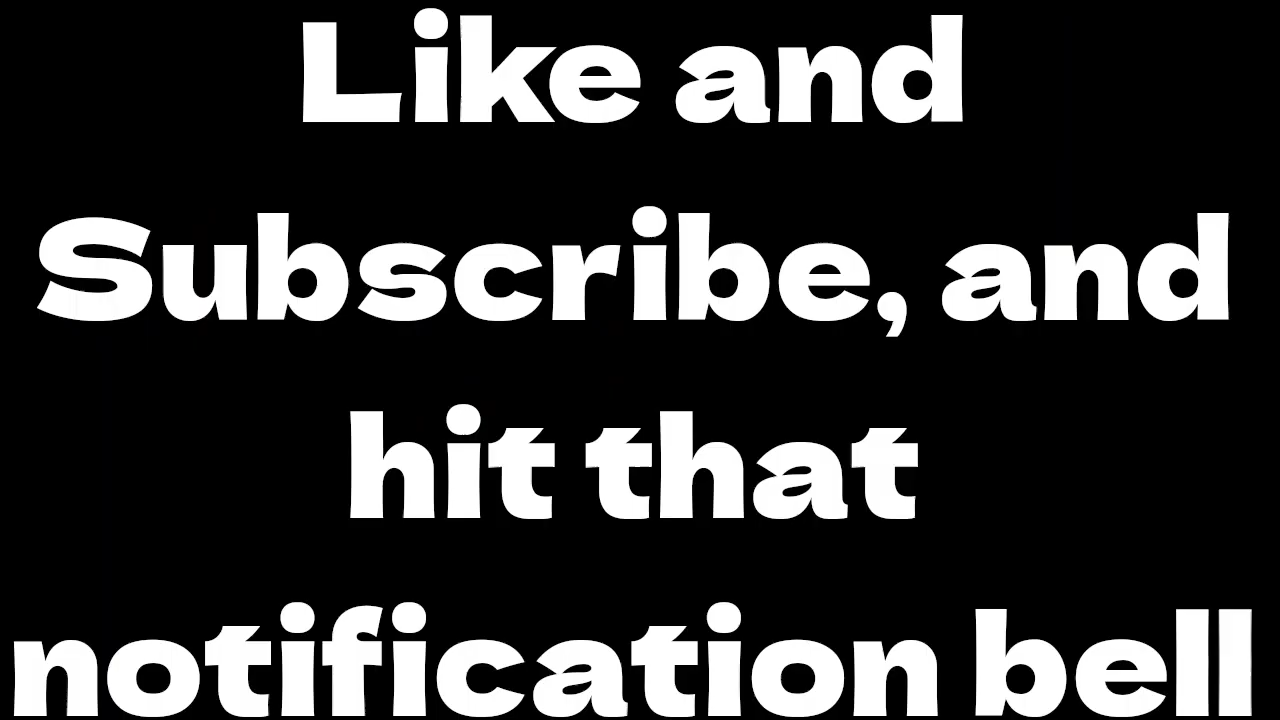 Like and
Subscribe, and
hit that
notification bell